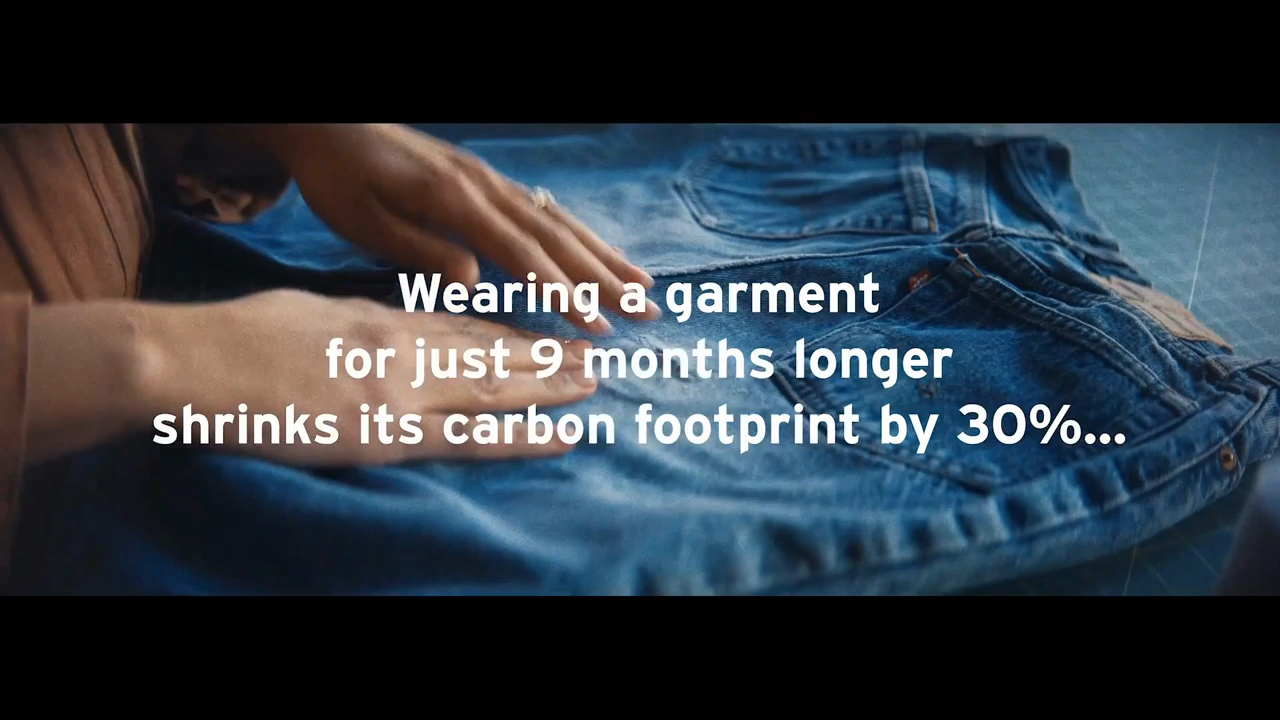 Wearing a garment
for just 9 months longer
shrinks its carbon footprint by 30%...